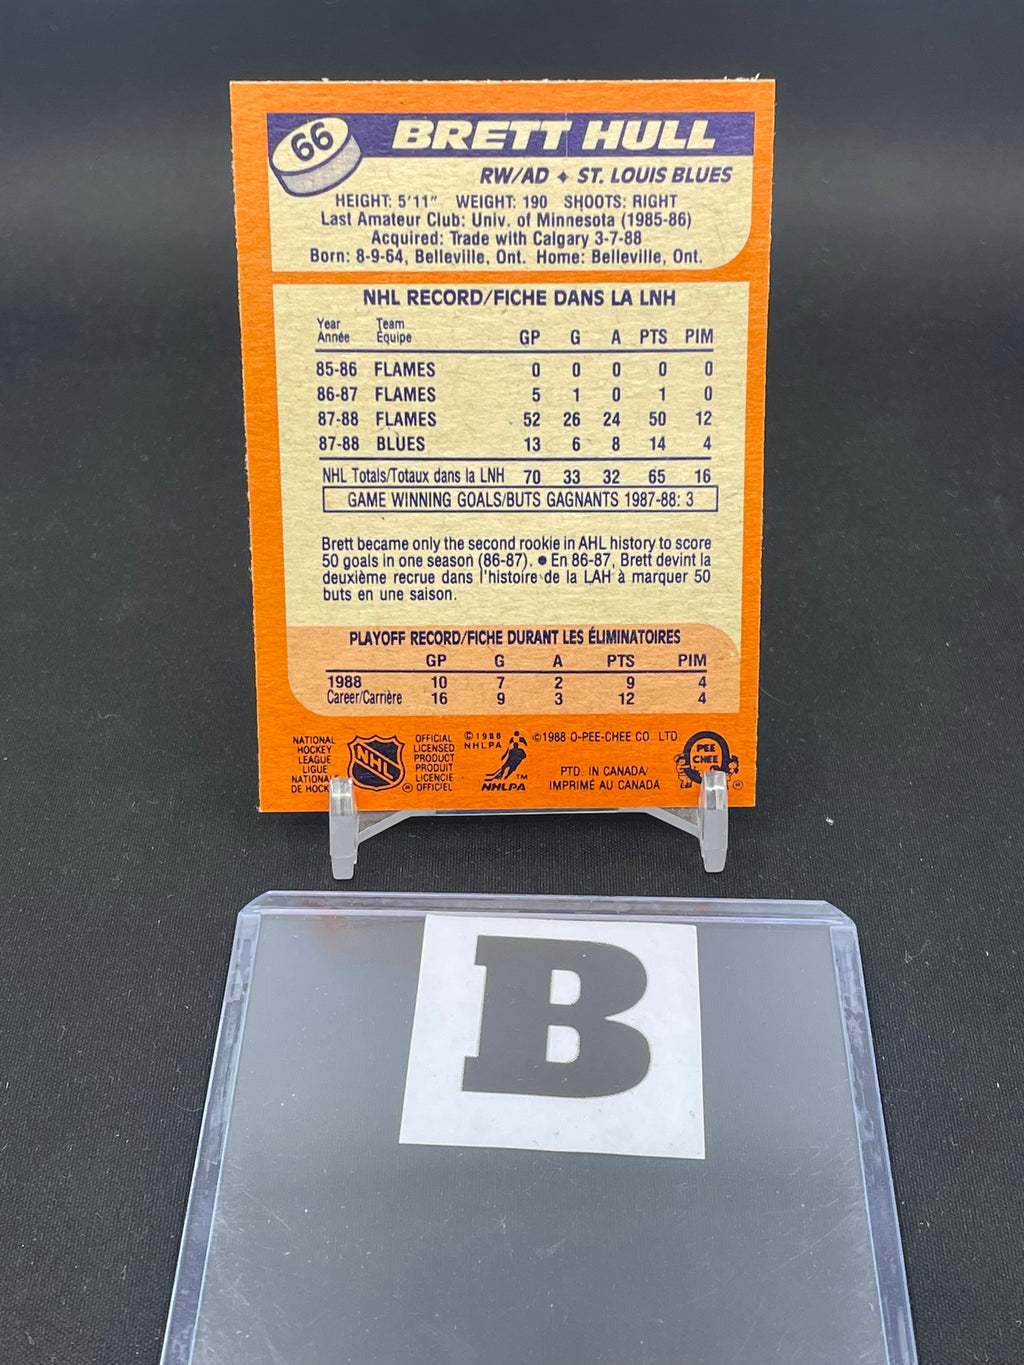 66
BRETT HULL
RW/AD ✦ ST. LOUIS BLUES
HEIGHT: 5'11" WEIGHT: 190 SHOOTS: RIGHT
Last Amateur Club: Univ. of Minnesota (1985-86)
Acquired: Trade with Calgary 3-7-88
Born: 8-9-64, Belleville, Ont. Home: Belleville, Ont.
NHL RECORD/FICHE DANS LA LNH
Year Team
Année Équipe GP G A PTS PIM
85-86 FLAMES 0 0 0 0 0
86-87 FLAMES 5 1 0 1 0
87-88 FLAMES 52 26 24 50 12
87-88 BLUES 13 6 8 14 4
NHL Totals/Totaux dans la LNH 70 33 32 65 16
GAME WINNING GOALS/BUTS GAGNANTS 1987-88: 3
Brett became only the second rookie in AHL history to score
50 goals in one season (86-87). ● En 86-87, Brett devint la
deuxième recrue dans l'histoire de la LAH à marquer 50
buts en une saison.
PLAYOFF RECORD/FICHE DURANT LES ÉLIMINATOIRES
GP G A PTS PIM
1988 10 7 2 9 4
Career/Carrière 16 9 3 12 4
NATIONAL
HOCKEY
LEAGUE
LIGUE
NATIONALE
DE HOCK
NHL
®
OFFICIAL
LICENSED
PRODUCT
PRODUIT
LICENCIE
OFFICIEL
©1988
NHLPA
TM
NHLPA
©1988 O-PEE-CHEE CO. LTD.
PTD. IN CANADA/
IMPRIMÉ AU CANADA
O
PEE
CHEE
®
B